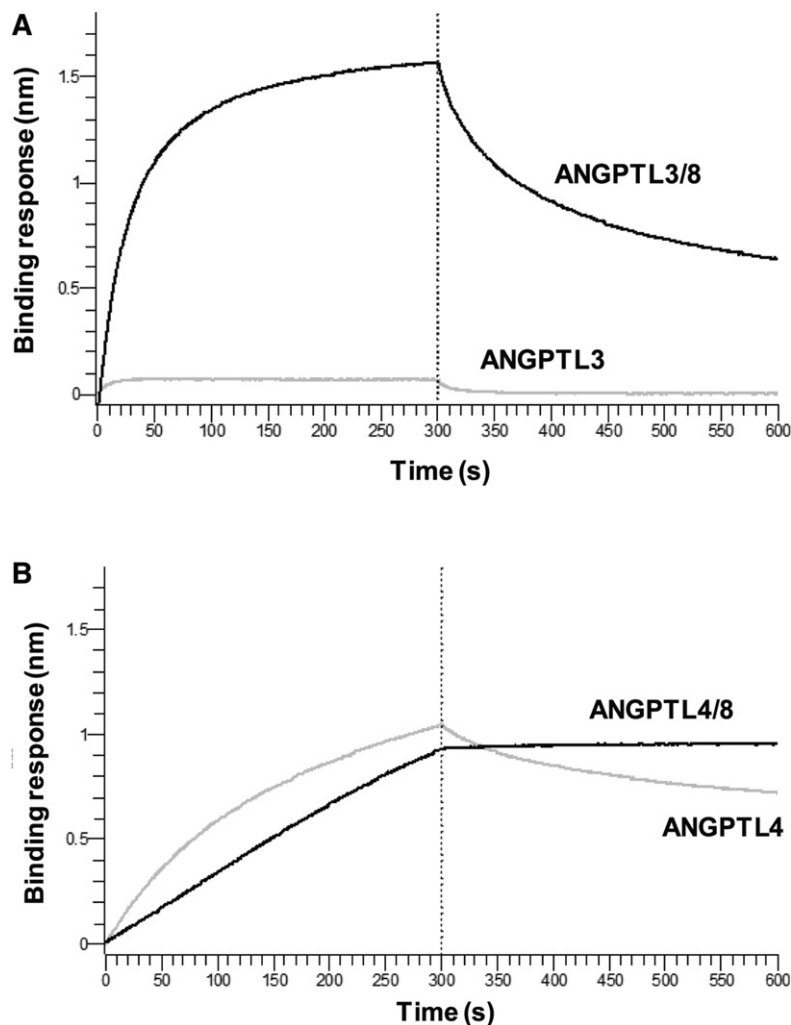 A
Binding response (nm)
1.5
1
0.5
0
ANGPTL3/8
ANGPTL3
0 50 100 150 200 250 300 350 400 450 500 550 600
Time (s)
B
Binding response (nm)
1.5
1
0.5
0
ANGPTL4/8
ANGPTL4
0 50 100 150 200 250 300 350 400 450 500 550 600
Time (s)